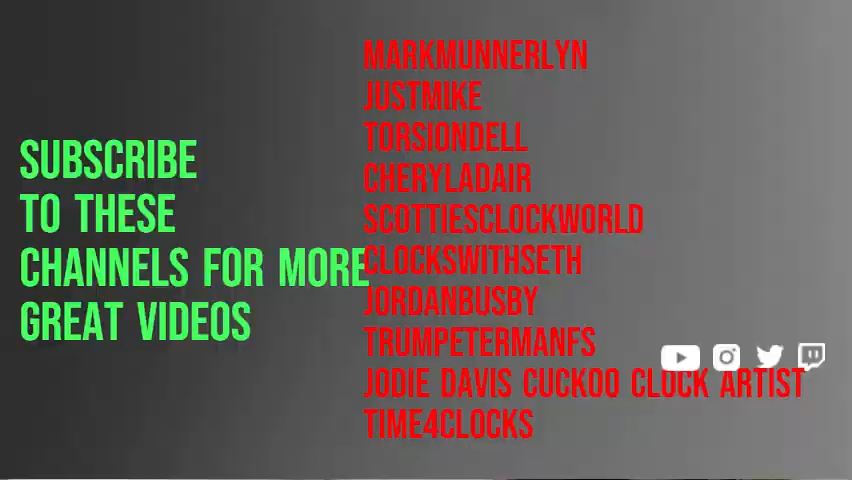 SUBSCRIBE
TO THESE
CHANNELS FOR MORE
GREAT VIDEOS
MARKMUNNERLYN
JUSTMIKE
TORSIONDELL
CHERYLADAIR
SCOTTIESCLOCKWORLD
CLOCKSWITHSETH
JORDANBUSBY
TRUMPETERMANFS
JODIE DAVIS CUCKOO CLOCK ARTIST
TIME4CLOCKS